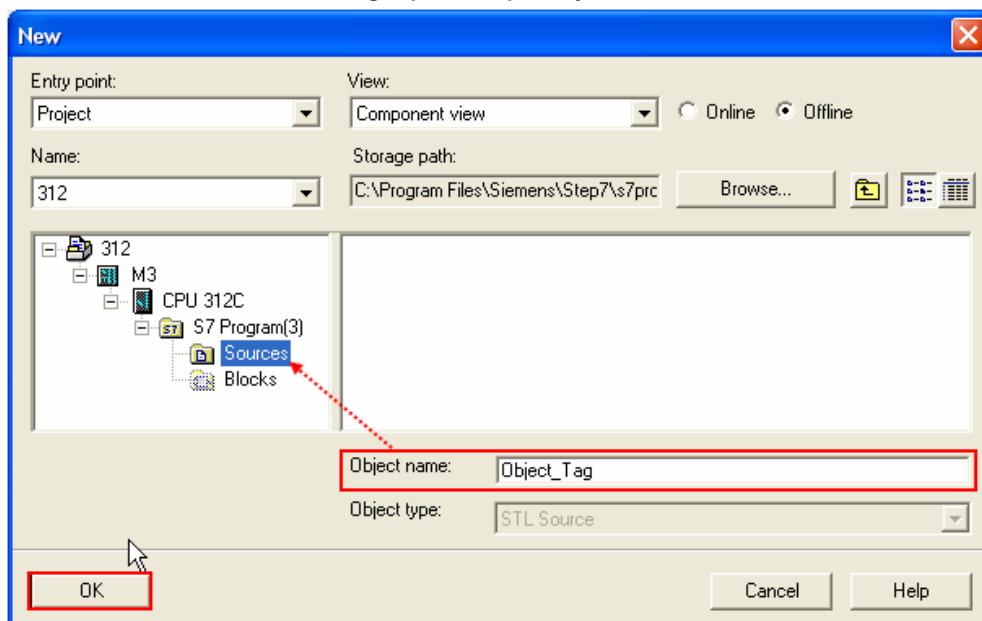 New
Entry point:
View:
Project
Component view
Online
Offline
Name:
Storage path:
312
C:\Program Files\Siemens\Step7\s7prc
Browse...
312
M3
CPU 312C
S7 Program(3)
Sources
Blocks
Object name:
Object_Tag
Object type:
STL Source
OK
Cancel
Help